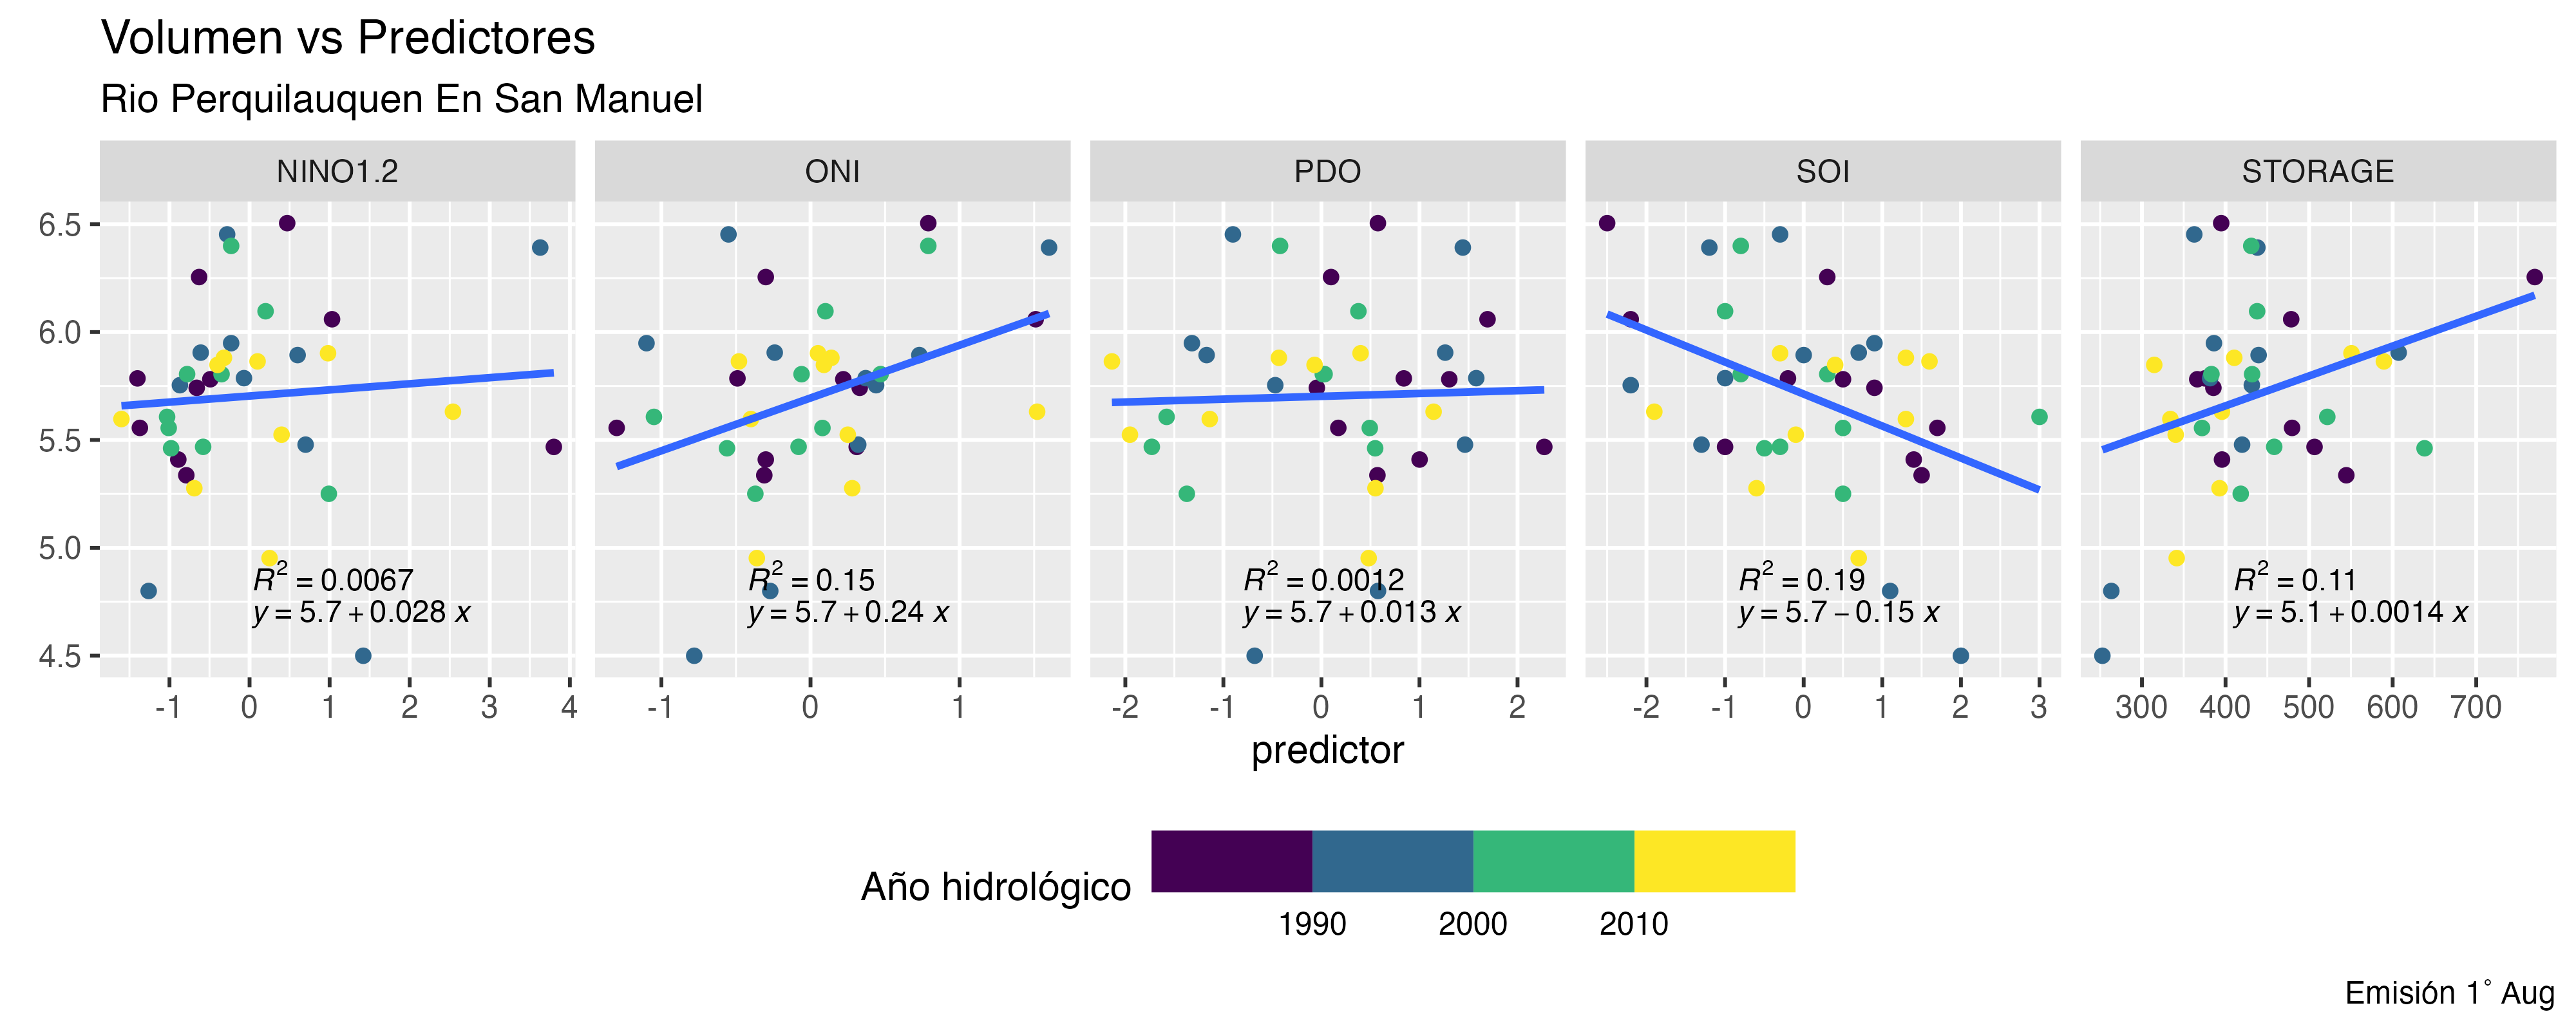 Volumen vs Predictores
Rio Perquilauquen En San Manuel
NINO1.2 ONI PDO SOI STORAGE
6.5
6.0
5.5
5.0
4.5
R² = 0.0067 R² = 0.15 R² = 0.0012 R² = 0.19 R² = 0.11
y = 5.7 + 0.028 x y = 5.7 + 0.24 x y = 5.7 + 0.013 x y = 5.7 − 0.15 x y = 5.1 + 0.0014 x
-1 0 1 2 3 4 -1 0 1 -2 -1 0 1 2 -2 -1 0 1 2 3 300 400 500 600 700
predictor
Año hidrológico
1990 2000 2010
Emisión 1° Aug